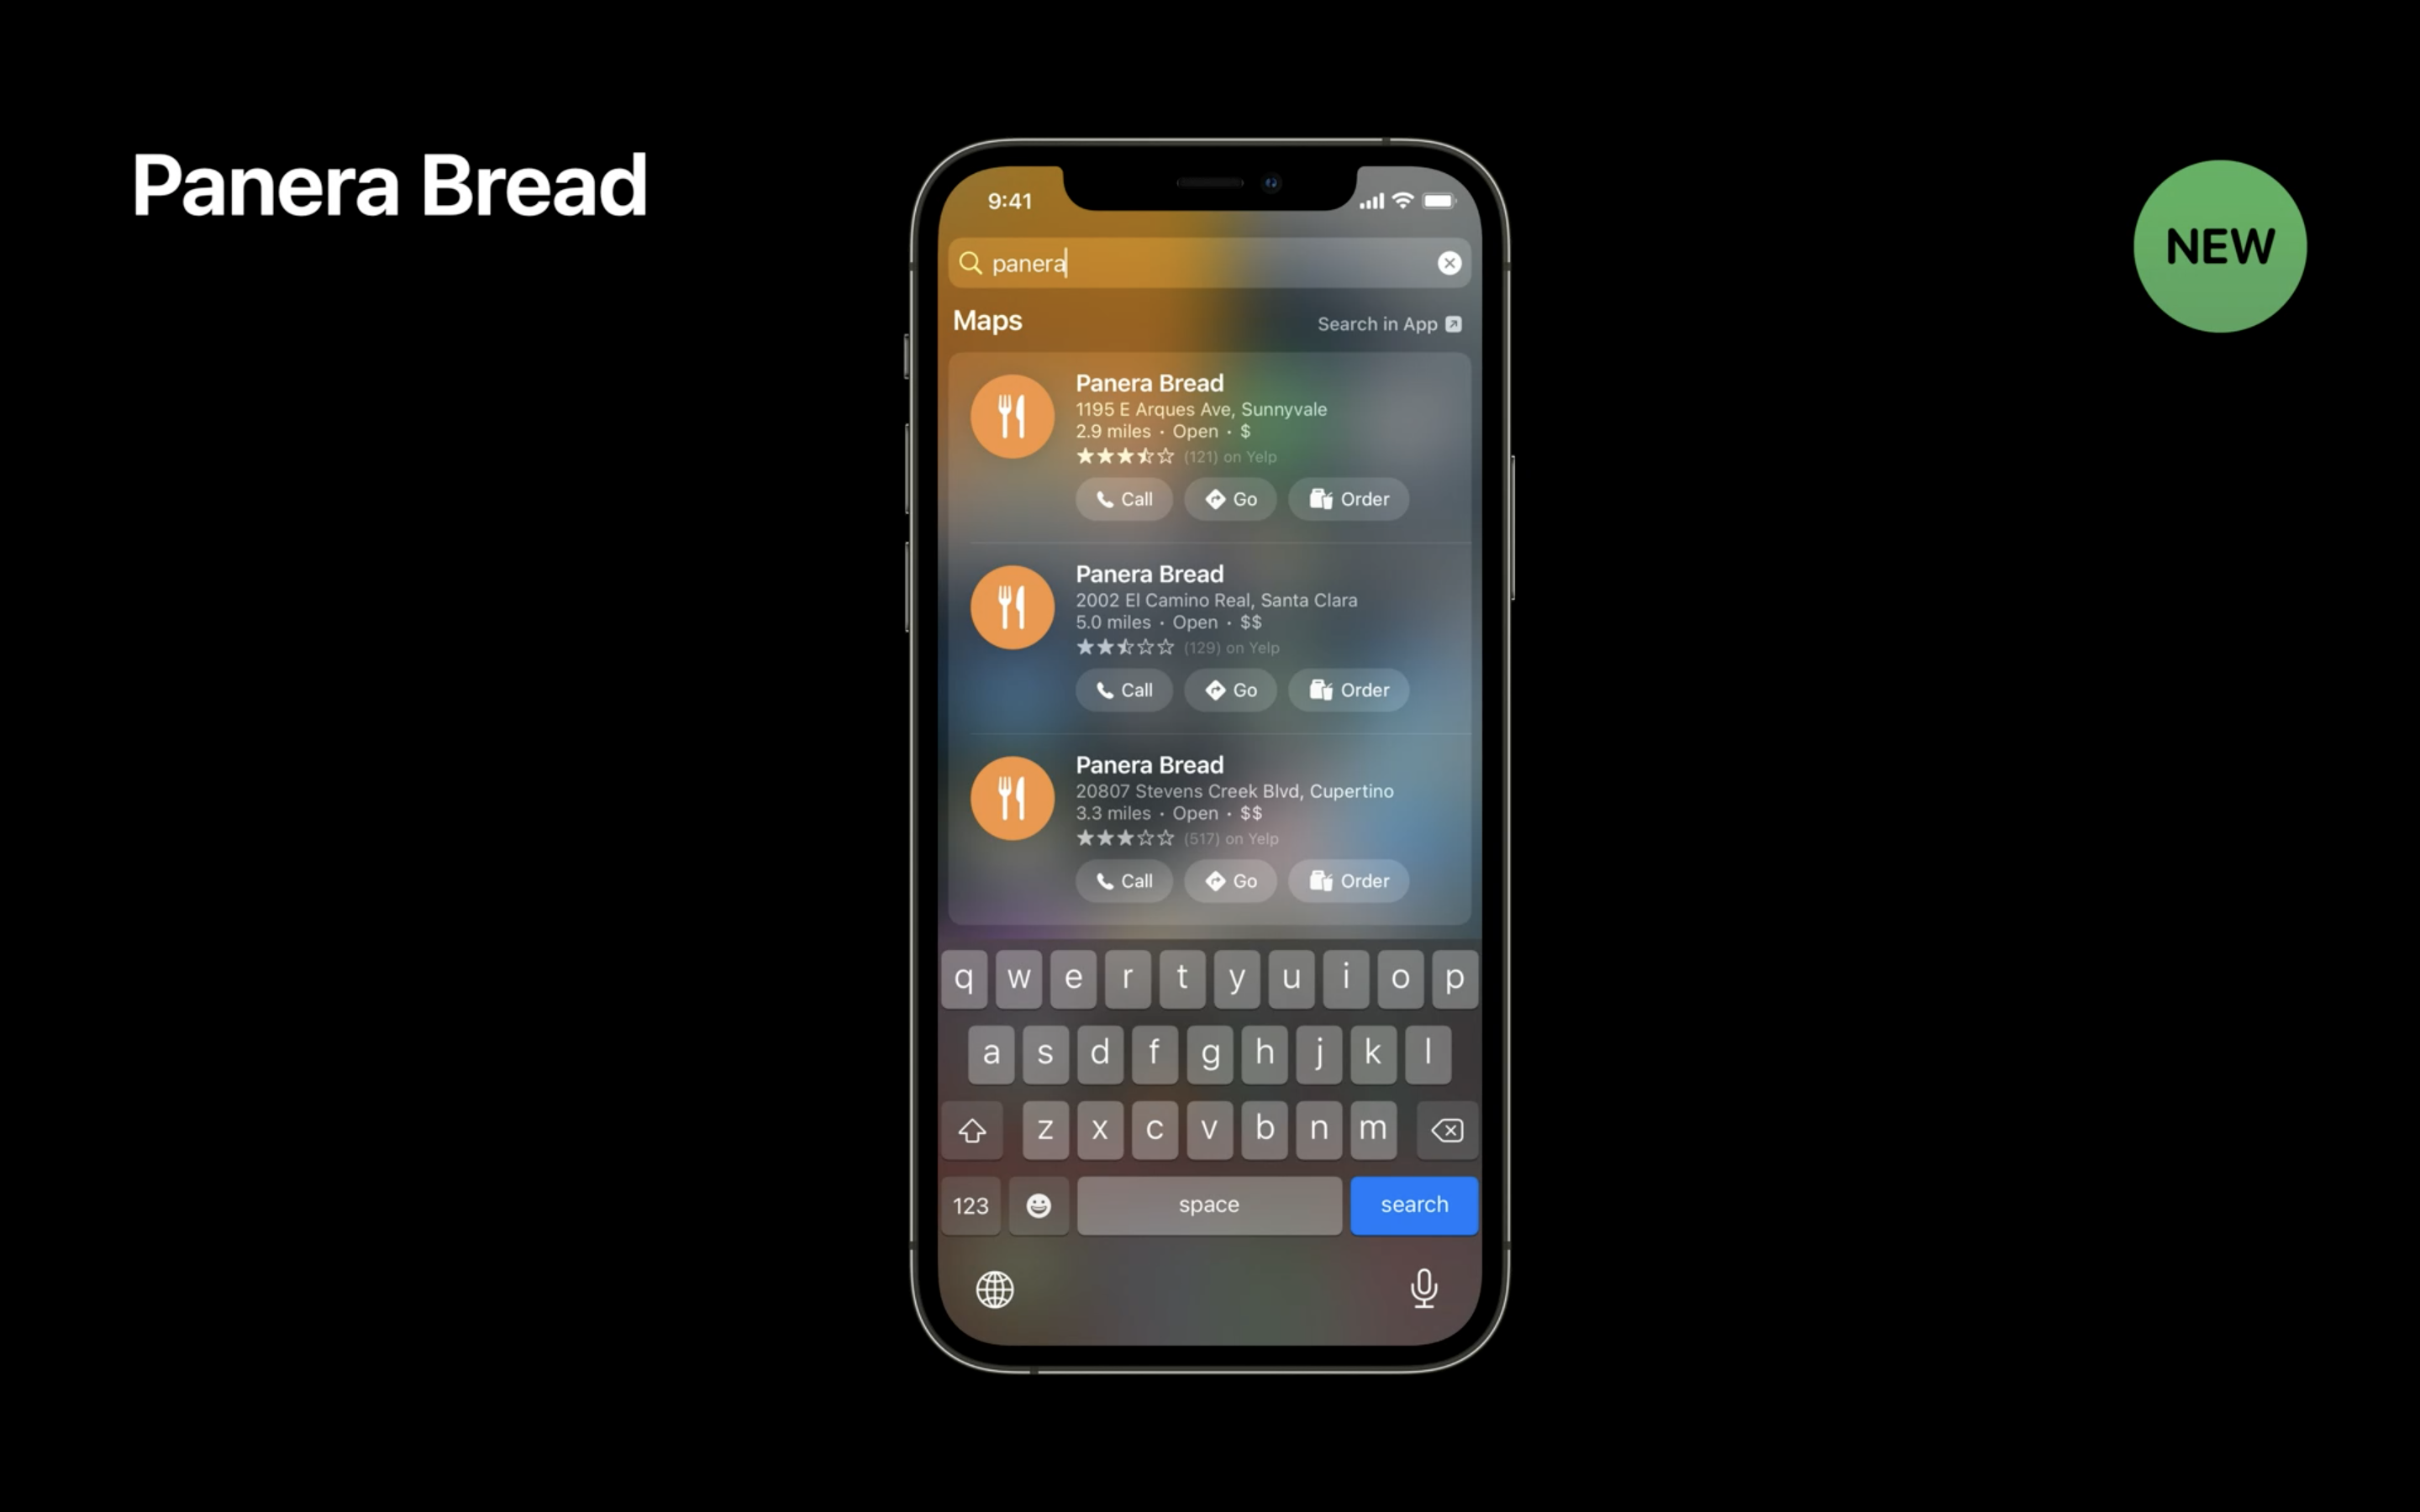 Panera Bread
NEW
9:41
panera
Maps
Search in App
Panera Bread
1195 E Arques Ave, Sunnyvale
2.9 miles · Open · $
(121) on Yelp
Call Go Order
Panera Bread
2002 El Camino Real, Santa Clara
5.0 miles · Open · $$
(129) on Yelp
Call Go Order
Panera Bread
20807 Stevens Creek Blvd, Cupertino
3.3 miles · Open · $$
(517) on Yelp
Call Go Order
q w e r t y u i o p
a s d f g h j k l
z x c v b n m
123 space search